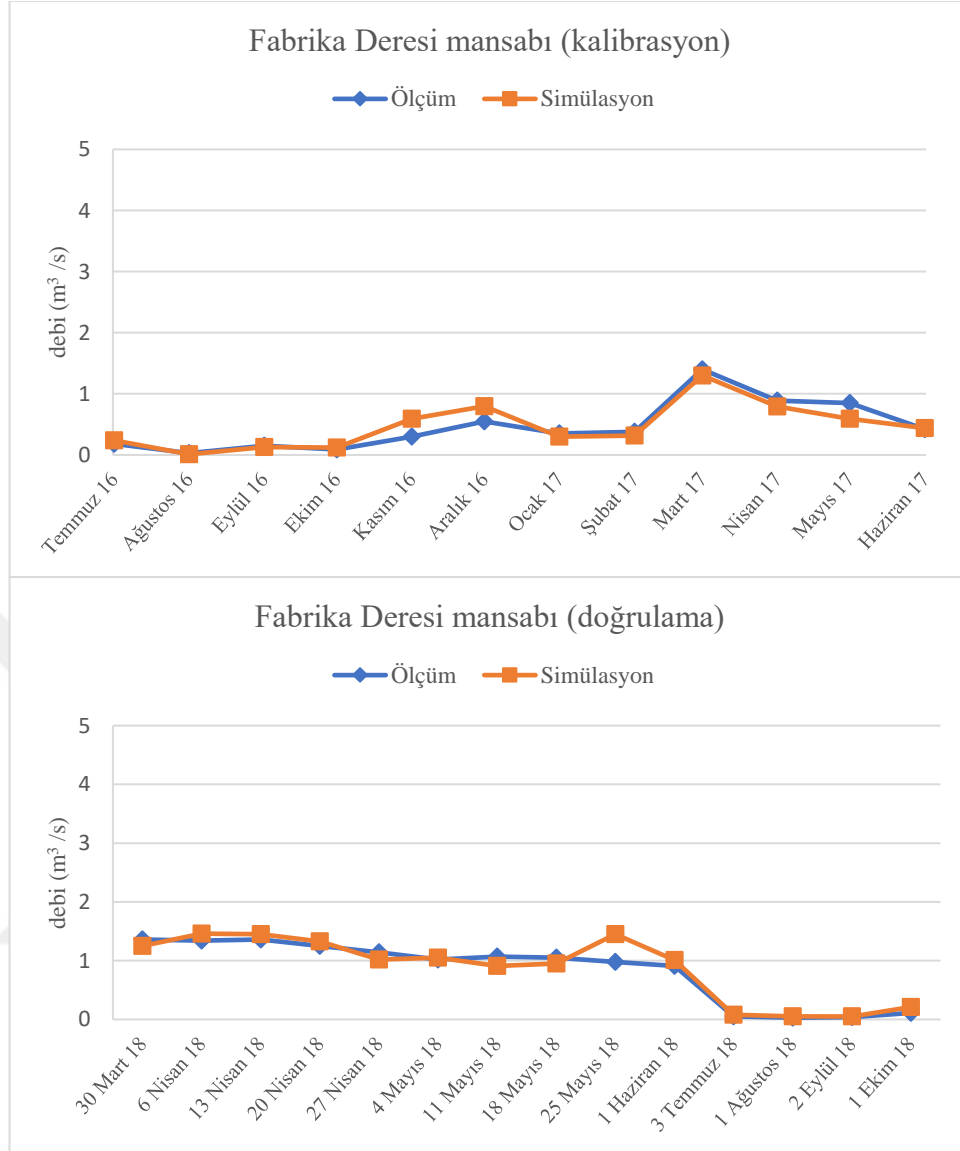 Fabrika Deresi mansabı (kalibrasyon)
Ölçüm Simülasyon
5
4
3
2
1
0
debi (m³ /s)
Temmuz 16
Ağustos 16
Eylül 16
Ekim 16
Kasım 16
Aralık 16
Ocak 17
Şubat 17
Mart 17
Nisan 17
Mayıs 17
Haziran 17
Fabrika Deresi mansabı (doğrulama)
Ölçüm Simülasyon
5
4
3
2
1
0
debi (m³ /s)
30 Mart 18
6 Nisan 18
13 Nisan 18
20 Nisan 18
27 Nisan 18
4 Mayıs 18
11 Mayıs 18
18 Mayıs 18
25 Mayıs 18
1 Haziran 18
3 Temmuz 18
1 Ağustos 18
2 Eylül 18
1 Ekim 18